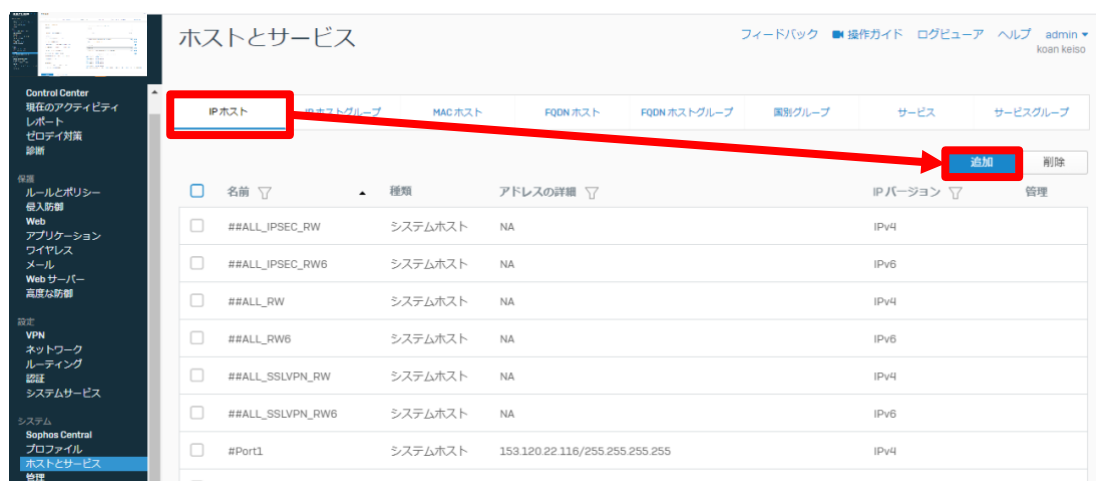 ホストとサービス
フィードバック 操作ガイド ログビューア ヘルプ admin
koan keiso
Control Center
現在のアクティビティ
レポート
ゼロデイ対策
診断
保護
ルールとポリシー
侵入防御
Web
アプリケーション
ワイヤレス
メール
Web サーバー
高度な防御
設定
VPN
ネットワーク
ルーティング
認証
システムサービス
システム
Sophos Central
プロファイル
ホストとサービス
管理
IP ホスト IP ホストグループ MAC ホスト FQDN ホスト FQDN ホストグループ 国別グループ サービス サービスグループ
追加 削除
名前 種類 アドレスの詳細 IP バージョン 管理
##ALL_IPSEC_RW システムホスト NA IPv4
##ALL_IPSEC_RW6 システムホスト NA IPv6
##ALL_RW システムホスト NA IPv4
##ALL_RW6 システムホスト NA IPv6
##ALL_SSLVPN_RW システムホスト NA IPv4
##ALL_SSLVPN_RW6 システムホスト NA IPv6
#Port1 システムホスト 153.120.22.116/255.255.255.255 IPv4